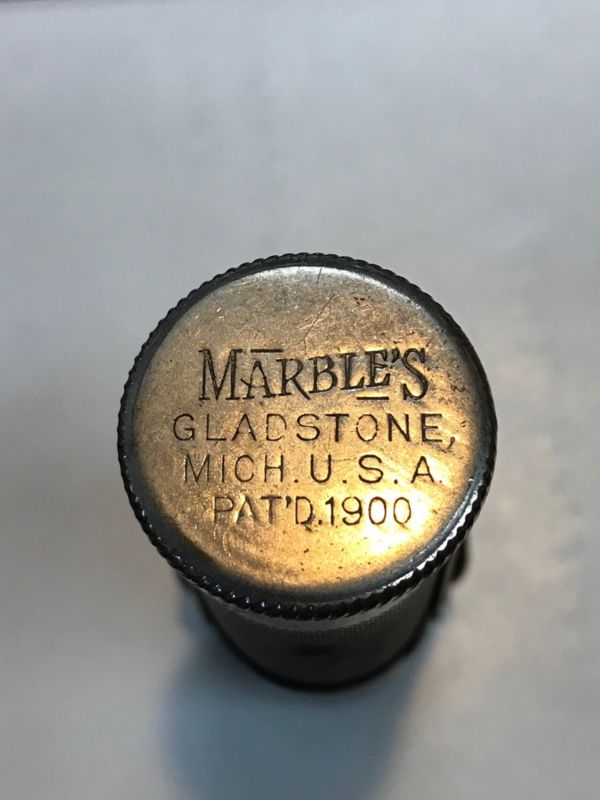 MARBLE'S
GLADSTONE,
MICH. U.S.A.
PAT'D. 1900